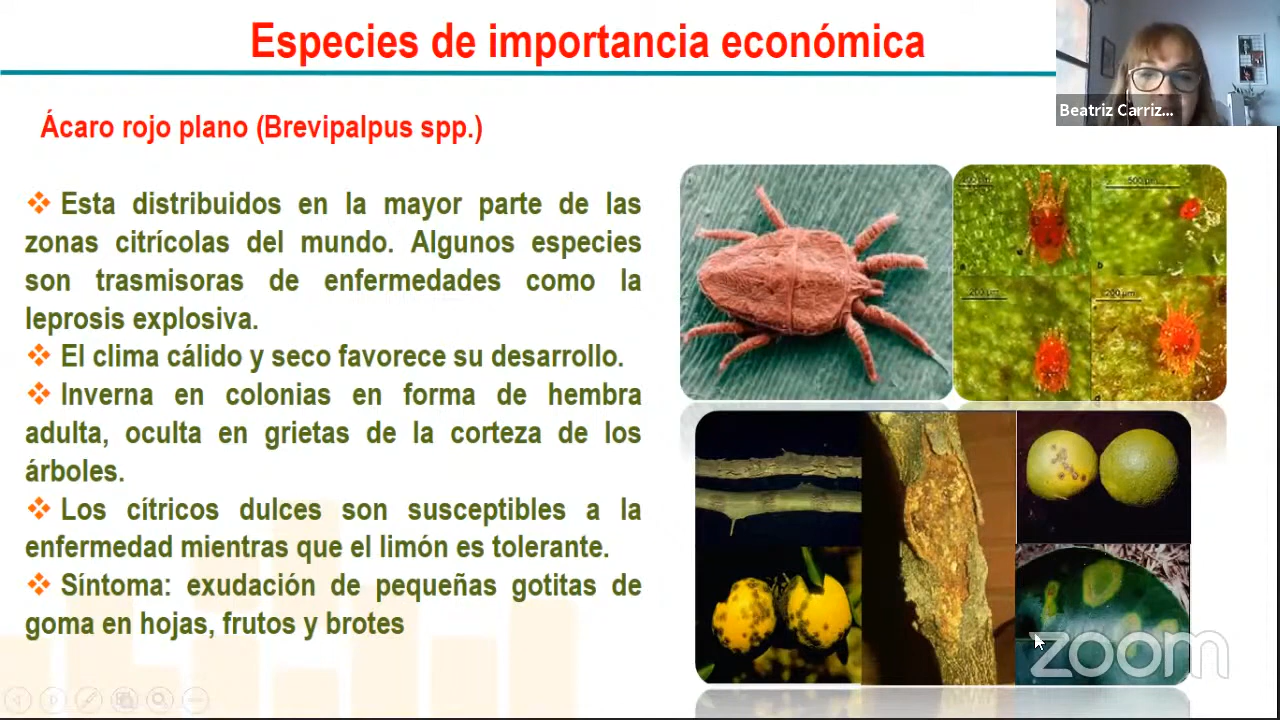 Especies de importancia económica
Beatriz Carriz...
Ácaro rojo plano (Brevipalpus spp.)
❖ Esta distribuidos en la mayor parte de las
zonas citrícolas del mundo. Algunos especies
son trasmisoras de enfermedades como la
leprosis explosiva.
❖ El clima cálido y seco favorece su desarrollo.
❖ Inverna en colonias en forma de hembra
adulta, oculta en grietas de la corteza de los
árboles.
❖ Los cítricos dulces son susceptibles a la
enfermedad mientras que el limón es tolerante.
❖ Síntoma: exudación de pequeñas gotitas de
goma en hojas, frutos y brotes
500 µm
200 µm
200 µm
zoom